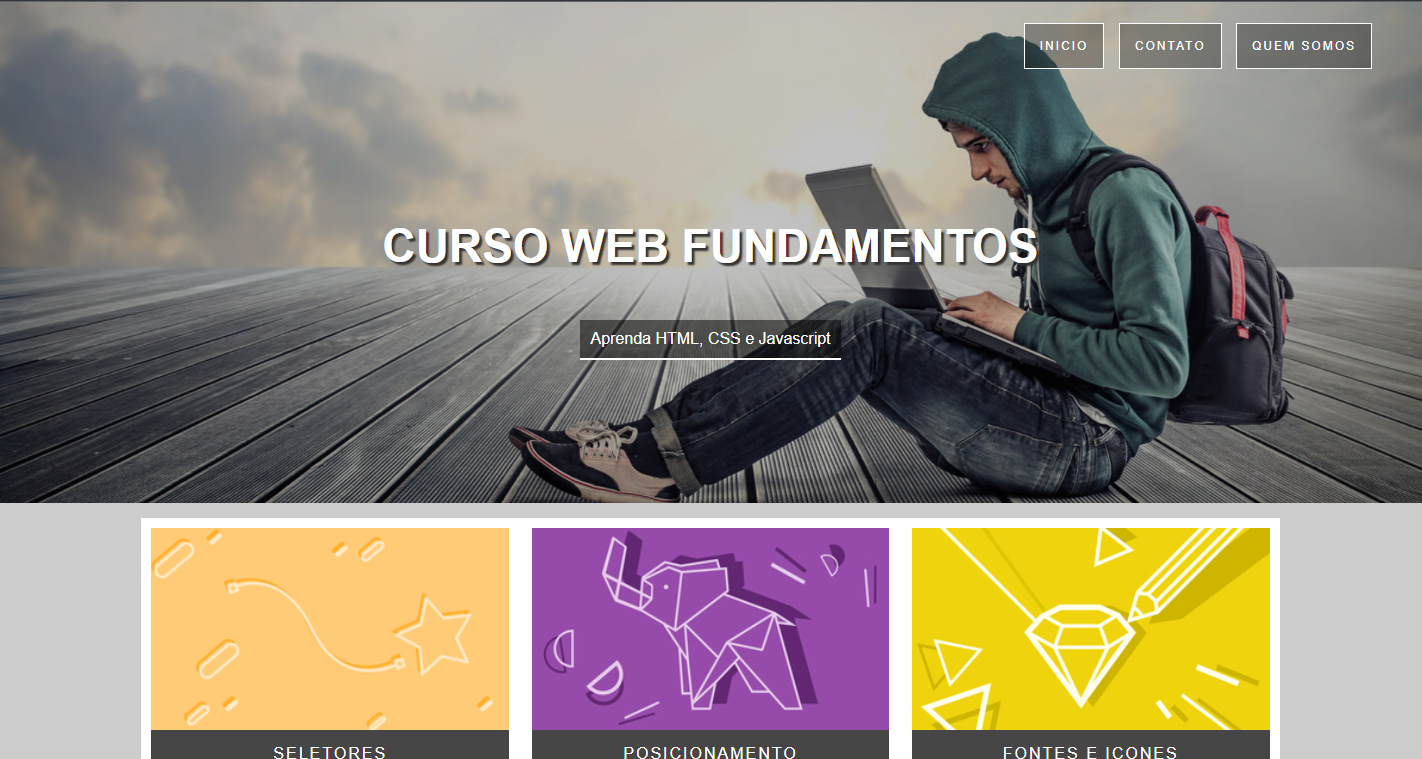 INICIO CONTATO QUEM SOMOS
CURSO WEB FUNDAMENTOS
Aprenda HTML, CSS e Javascript
SELETORES POSICIONAMENTO FONTES E ICONES